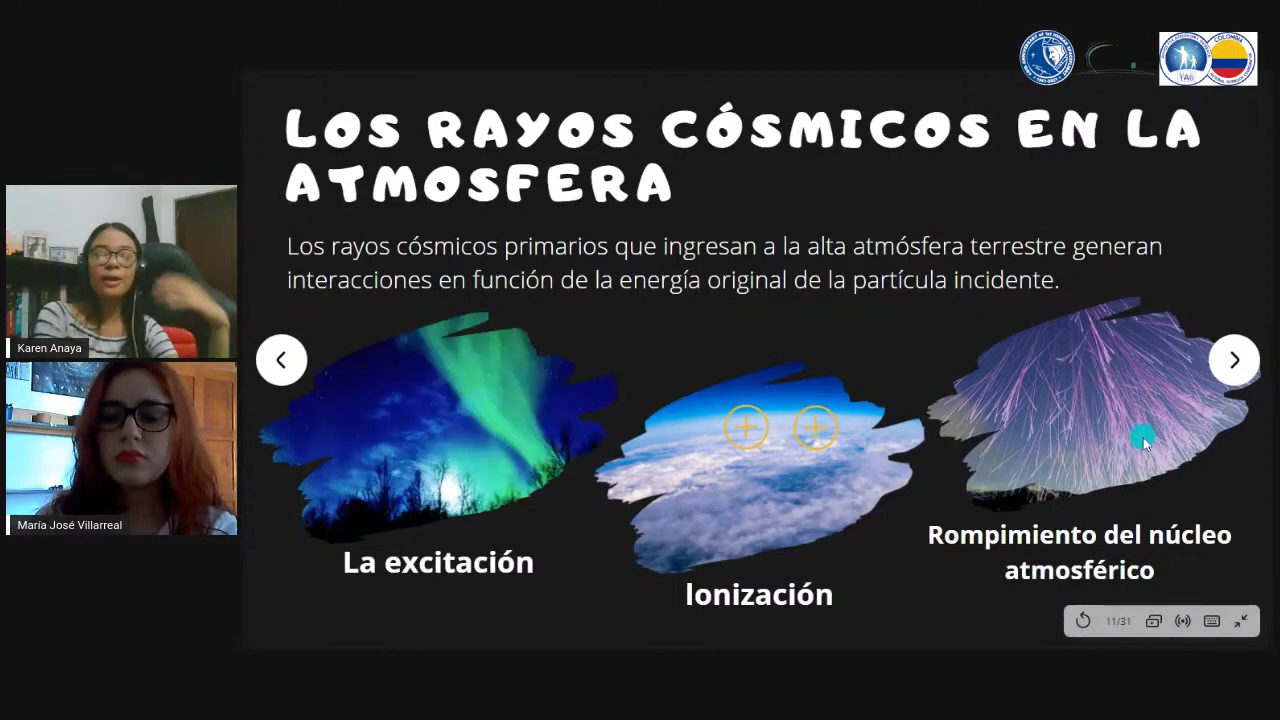 LOS RAYOS CÓSMICOS EN LA
ATMOSFERA
Los rayos cósmicos primarios que ingresan a la alta atmósfera terrestre generan
interacciones en función de la energía original de la partícula incidente.
Karen Anaya
María José Villarreal
La excitación
Ionización
Rompimiento del núcleo
atmosférico
11/31
COLOMBIA